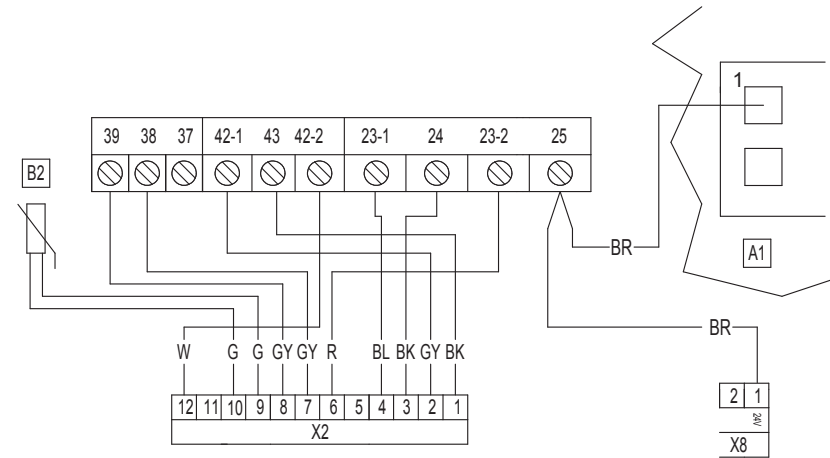 1
39 38 37 42-1 43 42-2 23-1 24 23-2 25
B2
BR
A1
BR
W G G GY GY R BL BK GY BK
12 11 10 9 8 7 6 5 4 3 2 1
X2
2 1
24V
X8